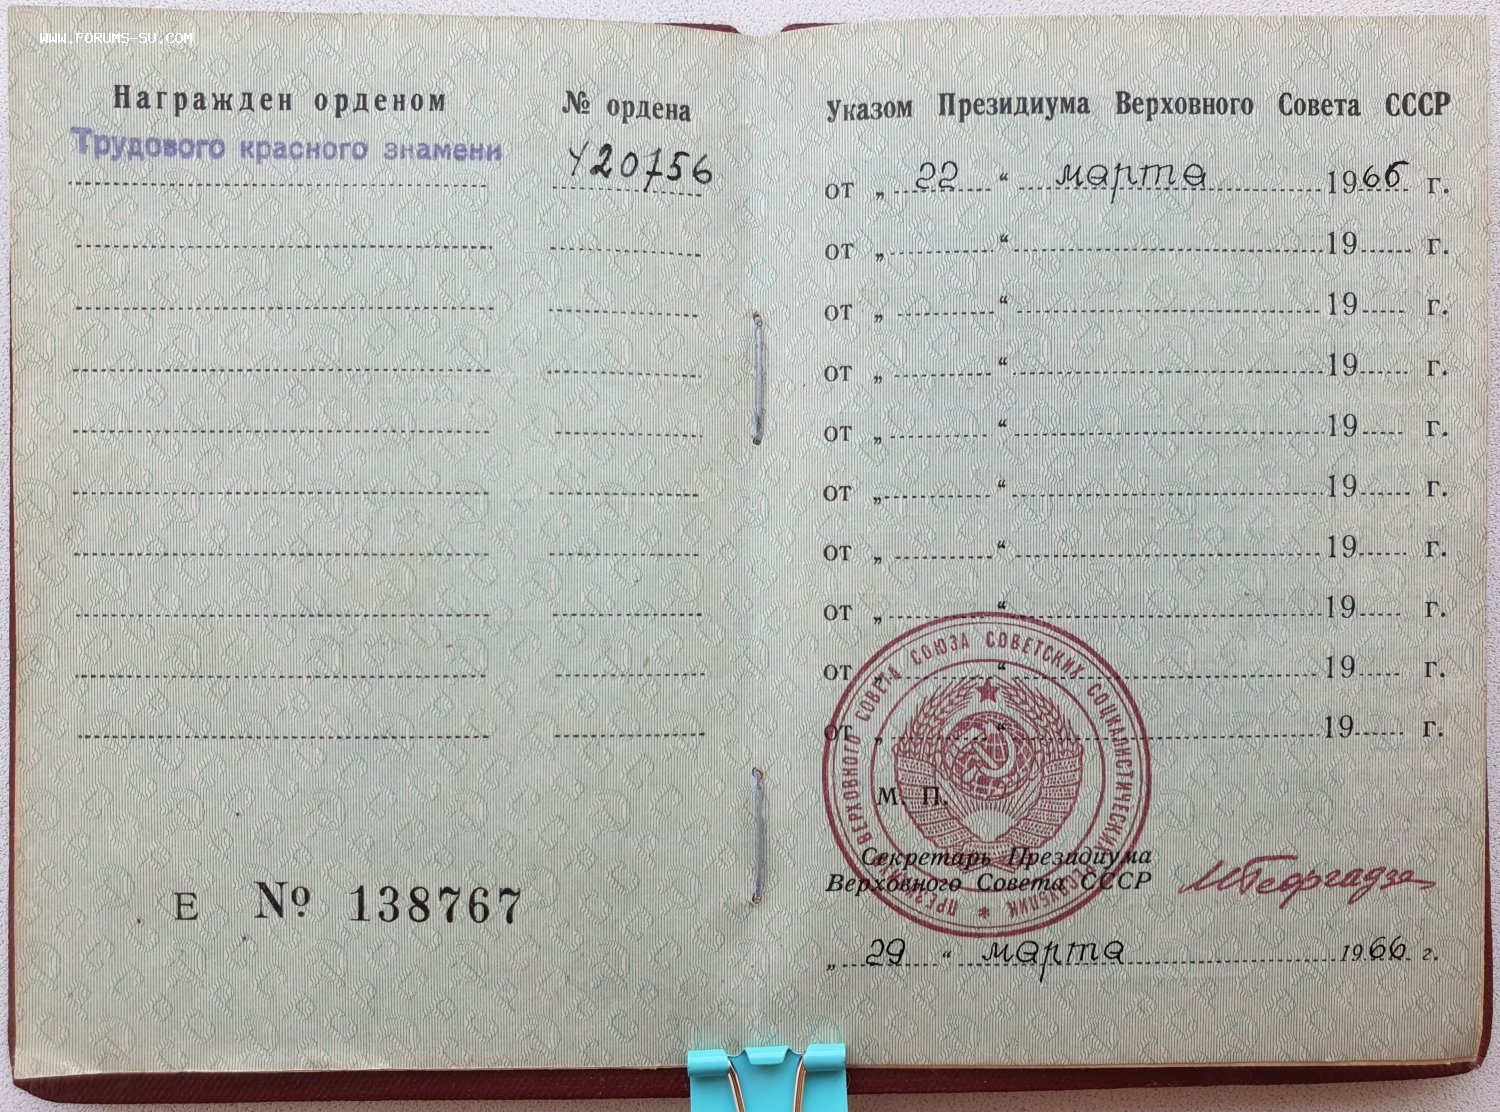 WWW.FORUMS-SU.COM
Награжден орденом № ордена
Трудового красного знамени 420756
Е № 138767
Указом Президиума Верховного Совета СССР
от „ 22 “ марта 1966 г.
от „ “ 19 г.
от „ “ 19 г.
от „ “ 19 г.
от „ “ 19 г.
от „ “ 19 г.
от „ “ 19 г.
от „ “ 19 г.
от „ “ 19 г.
от „ “ 19 г.
ПРЕЗИДИУМ ВЕРХОВНОГО СОВЕТА СОЮЗА СОВЕТСКИХ СОЦИАЛИСТИЧЕСКИХ РЕСПУБЛИК *
М. П.
Секретарь Президиума
Верховного Совета СССР МГеоргадзе
„ 29 “ марта 1966 г.